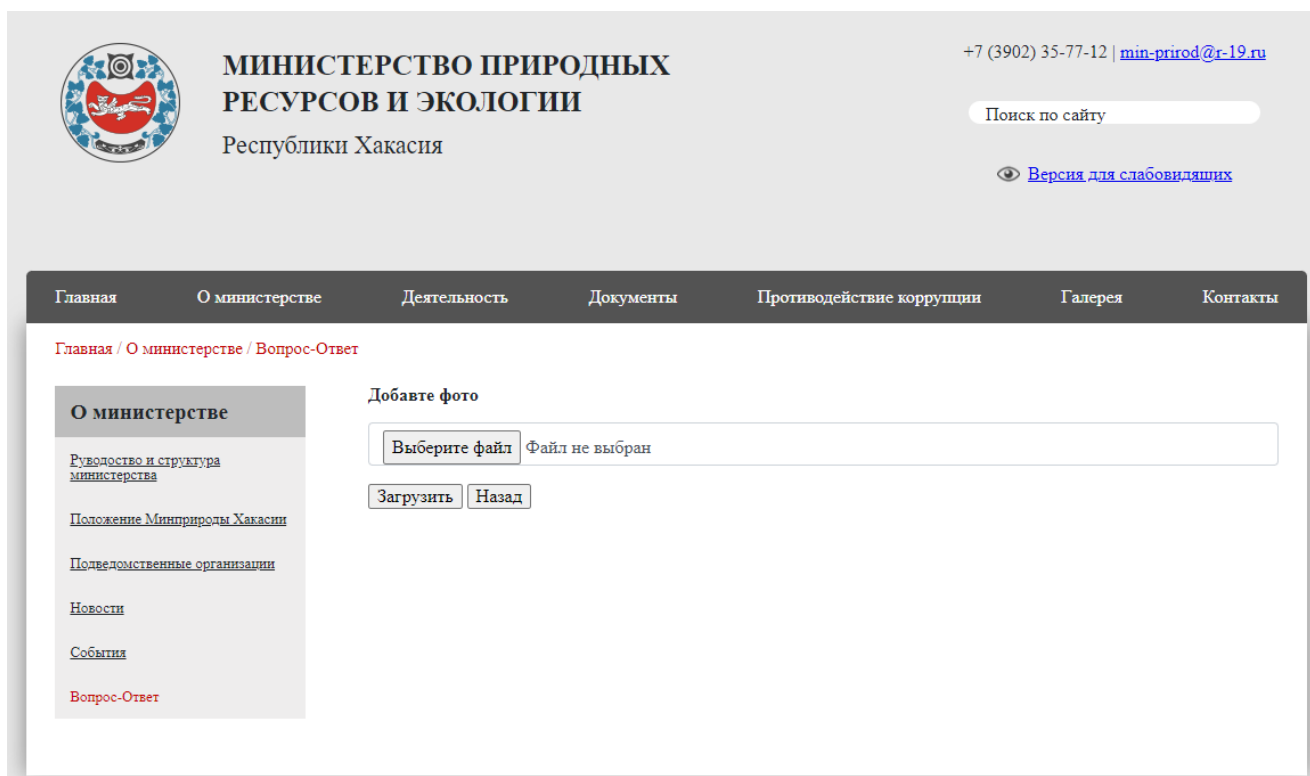 МИНИСТЕРСТВО ПРИРОДНЫХ
РЕСУРСОВ И ЭКОЛОГИИ
Республики Хакасия
+7 (3902) 35-77-12 | min-prirod@r-19.ru
Поиск по сайту
Версия для слабовидящих
Главная О министерстве Деятельность Документы Противодействие коррупции Галерея Контакты
Главная / О министерстве / Вопрос-Ответ
О министерстве
Руводоство и структура
министерства
Положение Минприроды Хакасии
Подведомственные организации
Новости
События
Вопрос-Ответ
Добавте фото
Выберите файл Файл не выбран
Загрузить Назад